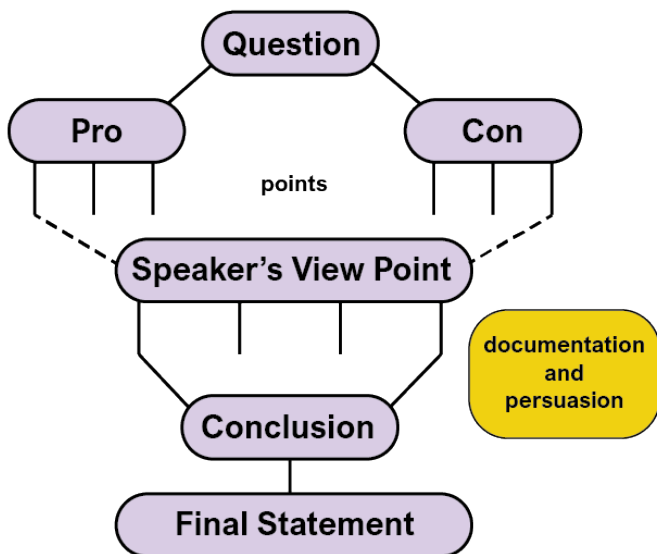 Question
Pro
Con
points
Speaker’s View Point
documentation
and
persuasion
Conclusion
Final Statement